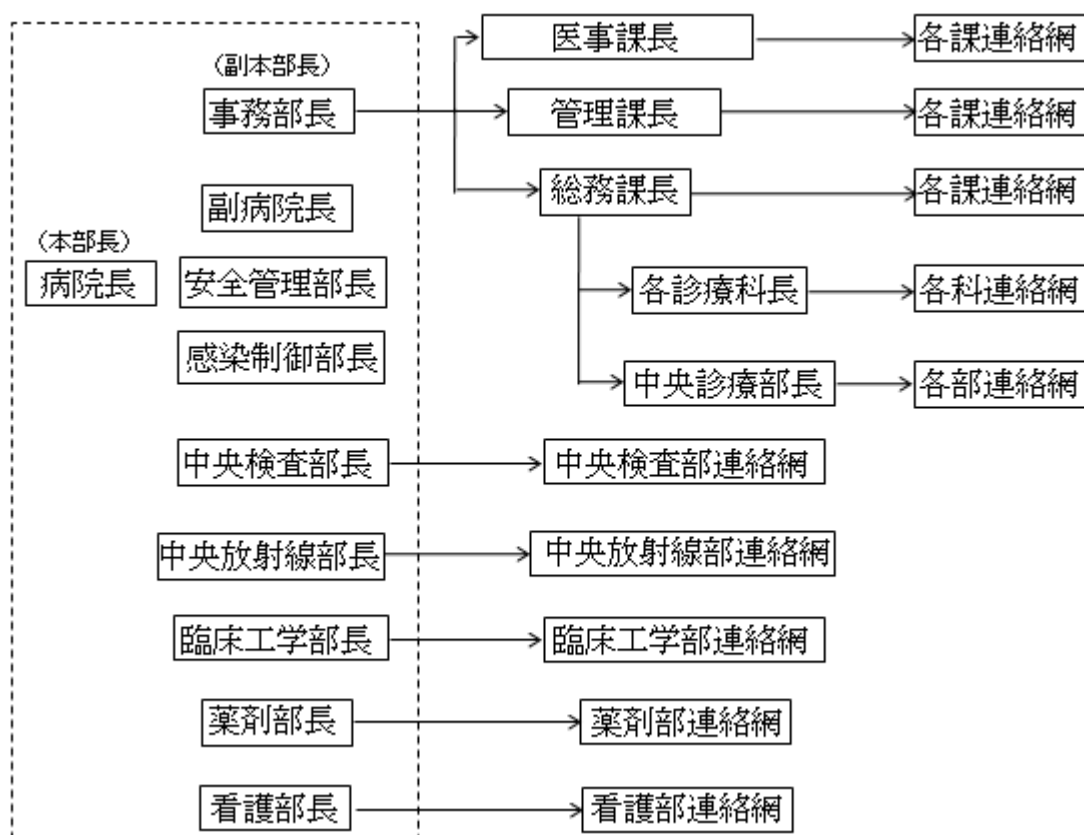 医事課長
各課連絡網
（副本部長）
事務部長
管理課長
各課連絡網
副病院長
総務課長
各課連絡網
（本部長）
病院長
安全管理部長
各診療科長
各科連絡網
感染制御部長
中央診療部長
各部連絡網
中央検査部長
中央検査部連絡網
中央放射線部長
中央放射線部連絡網
臨床工学部長
臨床工学部連絡網
薬剤部長
薬剤部連絡網
看護部長
看護部連絡網